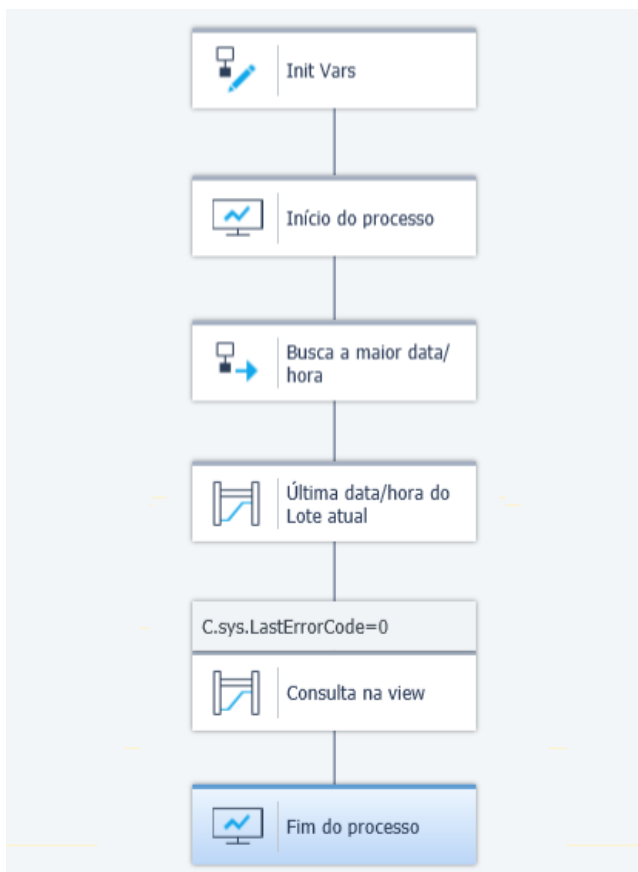 Init Vars
Início do processo
Busca a maior data/
hora
Última data/hora do
Lote atual
C.sys.LastErrorCode=0
Consulta na view
Fim do processo